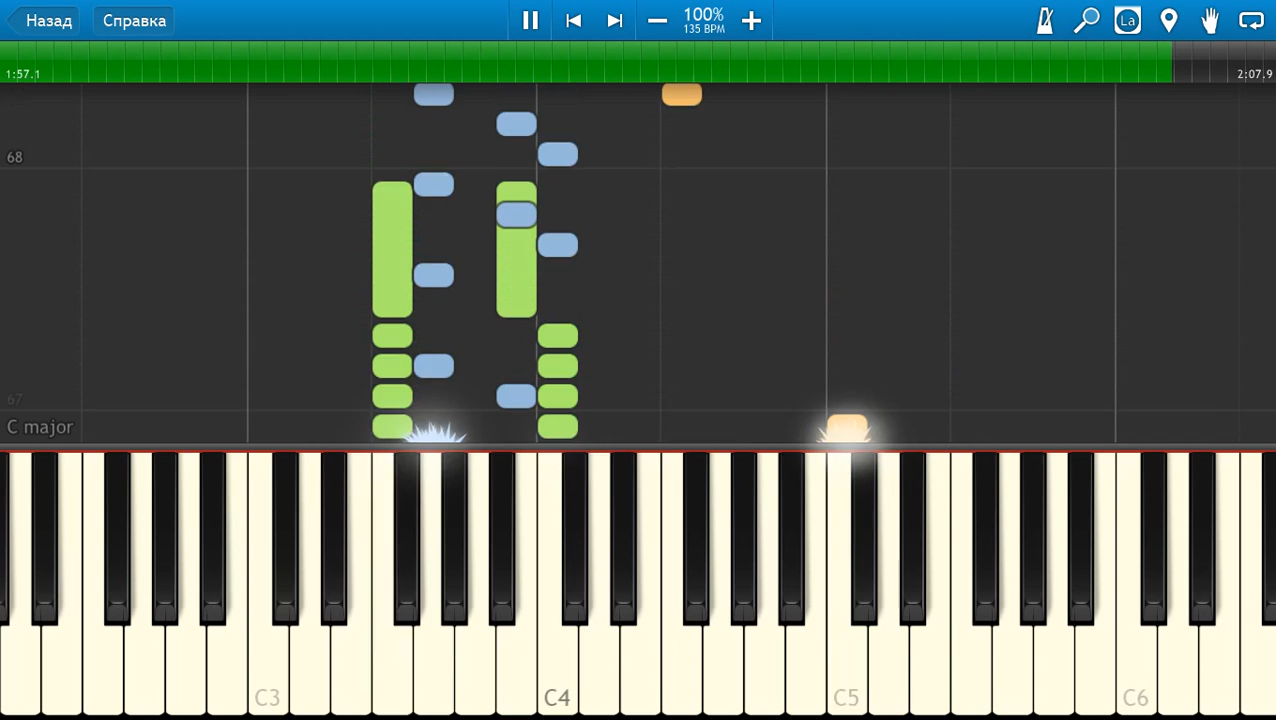 Назад
Справка
100%
135 BPM
La
1:57.1
2:07.9
68
67
C major
C3
C4
C5
C6